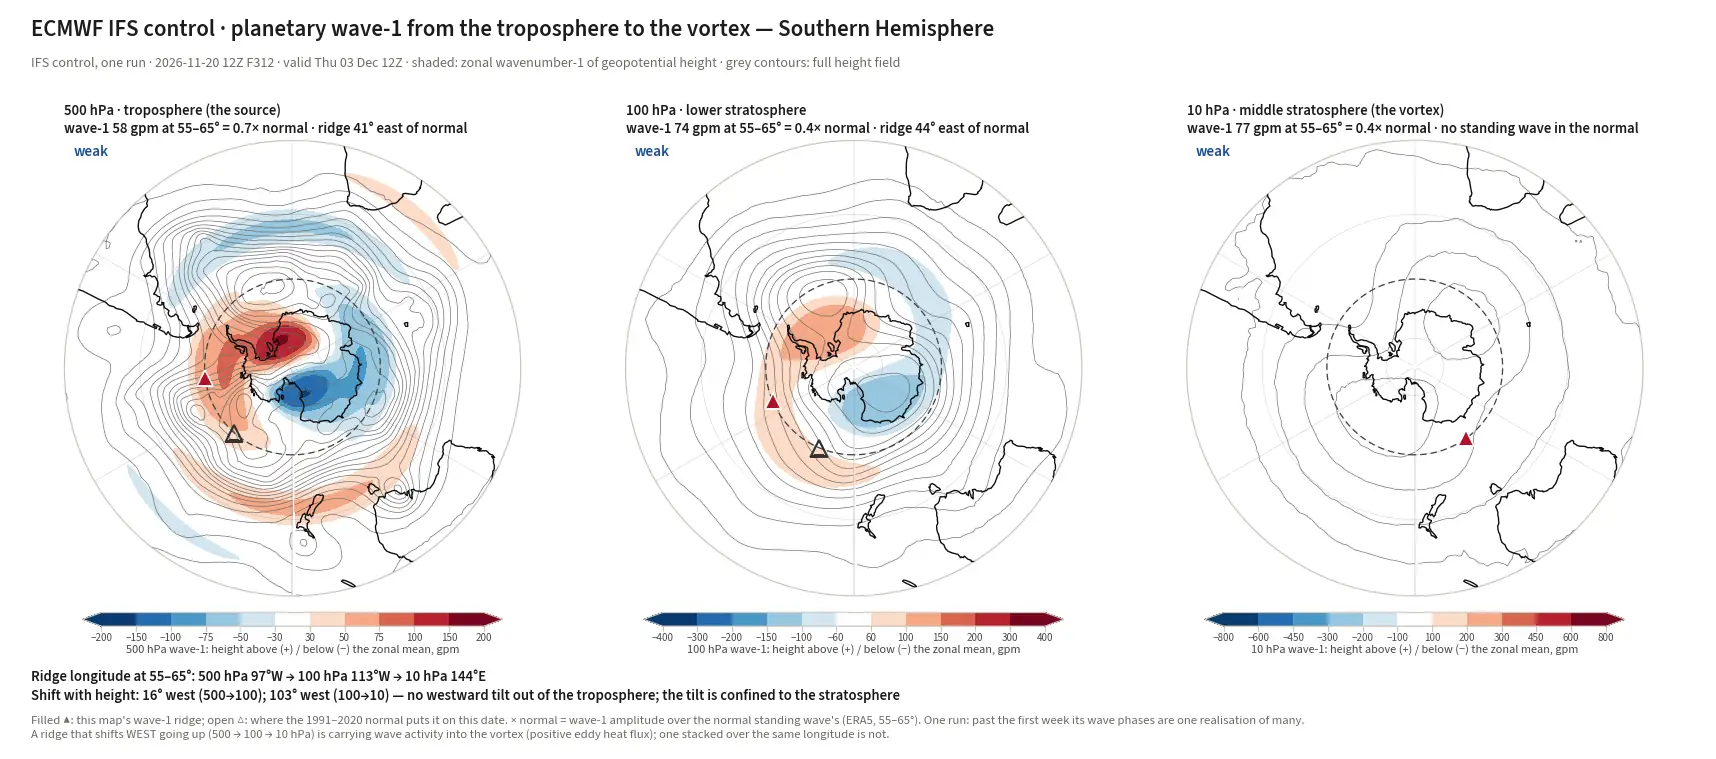 ECMWF IFS control · planetary wave-1 from the troposphere to the vortex — Southern Hemisphere
IFS control, one run · 2026-11-20 12Z F312 · valid Thu 03 Dec 12Z · shaded: zonal wavenumber-1 of geopotential height · grey contours: full height field
500 hPa · troposphere (the source)
wave-1 58 gpm at 55–65° = 0.7× normal · ridge 41° east of normal
weak
100 hPa · lower stratosphere
wave-1 74 gpm at 55–65° = 0.4× normal · ridge 44° east of normal
weak
10 hPa · middle stratosphere (the vortex)
wave-1 77 gpm at 55–65° = 0.4× normal · no standing wave in the normal
weak
−200 −150 −100 −75 −50 −30 30 50 75 100 150 200
500 hPa wave-1: height above (+) / below (−) the zonal mean, gpm
−400 −300 −200 −150 −100 −60 60 100 150 200 300 400
100 hPa wave-1: height above (+) / below (−) the zonal mean, gpm
−800 −600 −450 −300 −200 −100 100 200 300 450 600 800
10 hPa wave-1: height above (+) / below (−) the zonal mean, gpm
Ridge longitude at 55–65°: 500 hPa 97°W → 100 hPa 113°W → 10 hPa 144°E
Shift with height: 16° west (500→100); 103° west (100→10) — no westward tilt out of the troposphere; the tilt is confined to the stratosphere
Filled ▲: this map's wave-1 ridge; open △: where the 1991–2020 normal puts it on this date. × normal = wave-1 amplitude over the normal standing wave's (ERA5, 55–65°). One run: past the first week its wave phases are one realisation of many.
A ridge that shifts WEST going up (500 → 100 → 10 hPa) is carrying wave activity into the vortex (positive eddy heat flux); one stacked over the same longitude is not.